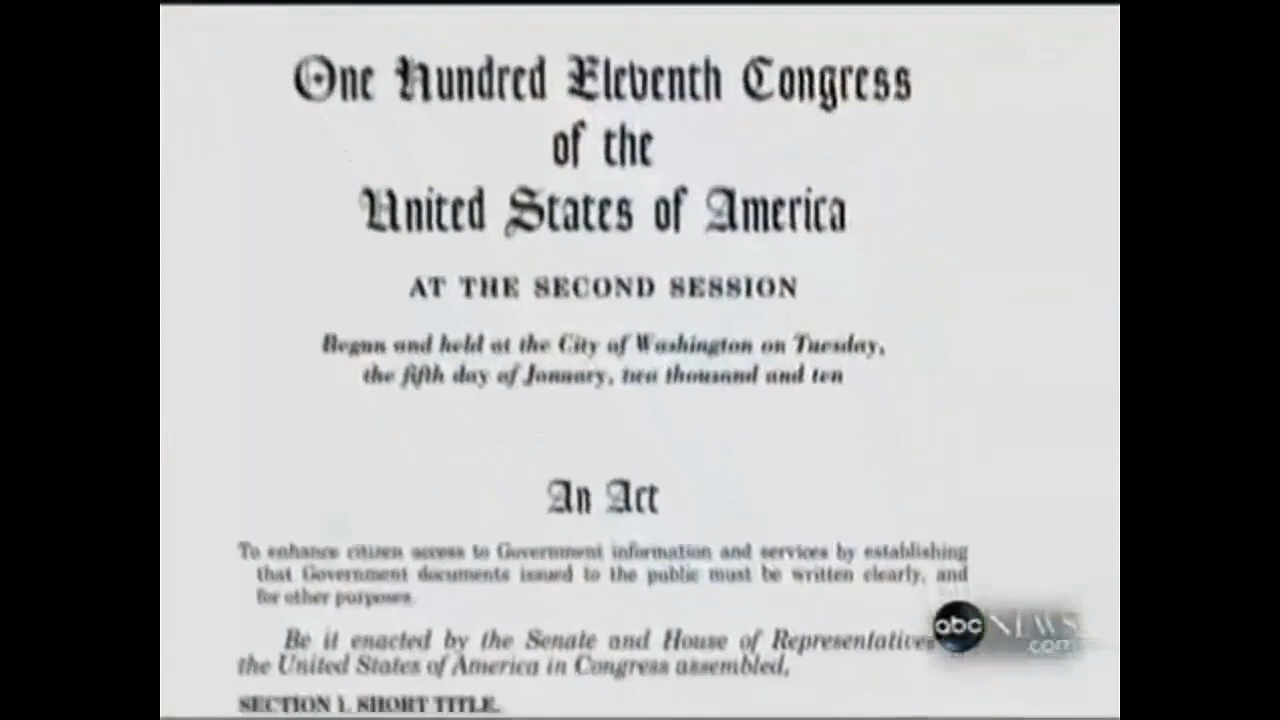 One Hundred Eleventh Congress
of the
United States of America
AT THE SECOND SESSION
Begun and held at the City of Washington on Tuesday,
the fifth day of January, two thousand and ten
An Act
To enhance citizen access to Government information and services by establishing
that Government documents issued to the public must be written clearly, and
for other purposes.
Be it enacted by the Senate and House of Representatives
the United States of America in Congress assembled,
SECTION 1. SHORT TITLE.
abc NEWS
.com